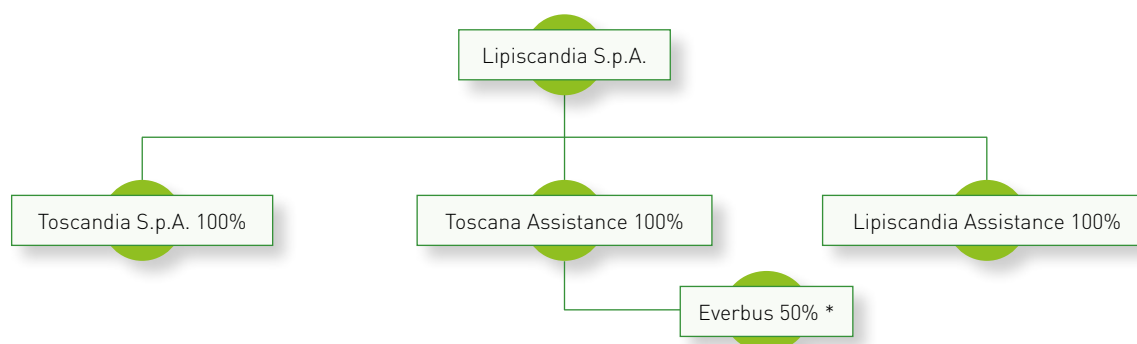 Lipiscandia S.p.A.
Toscandia S.p.A. 100%
Toscana Assistance 100%
Lipiscandia Assistance 100%
Everbus 50% *